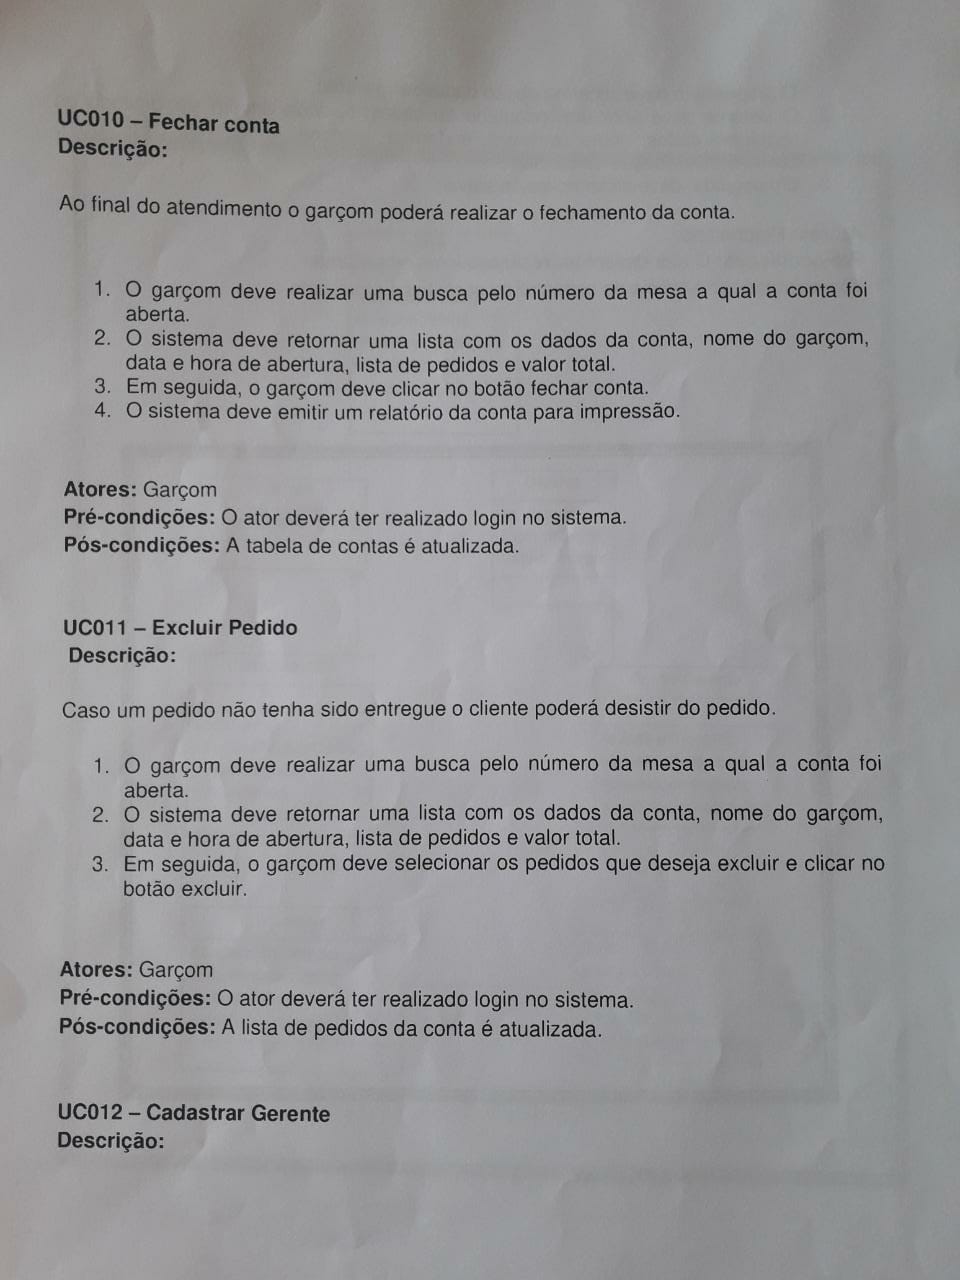 UC010 – Fechar conta
Descrição:
Ao final do atendimento o garçom poderá realizar o fechamento da conta.
1. O garçom deve realizar uma busca pelo número da mesa a qual a conta foi
aberta.
2. O sistema deve retornar uma lista com os dados da conta, nome do garçom,
data e hora de abertura, lista de pedidos e valor total.
3. Em seguida, o garçom deve clicar no botão fechar conta.
4. O sistema deve emitir um relatório da conta para impressão.
Atores: Garçom
Pré-condições: O ator deverá ter realizado login no sistema.
Pós-condições: A tabela de contas é atualizada.
UC011 – Excluir Pedido
Descrição:
Caso um pedido não tenha sido entregue o cliente poderá desistir do pedido.
1. O garçom deve realizar uma busca pelo número da mesa a qual a conta foi
aberta.
2. O sistema deve retornar uma lista com os dados da conta, nome do garçom,
data e hora de abertura, lista de pedidos e valor total.
3. Em seguida, o garçom deve selecionar os pedidos que deseja excluir e clicar no
botão excluir.
Atores: Garçom
Pré-condições: O ator deverá ter realizado login no sistema.
Pós-condições: A lista de pedidos da conta é atualizada.
UC012 – Cadastrar Gerente
Descrição: